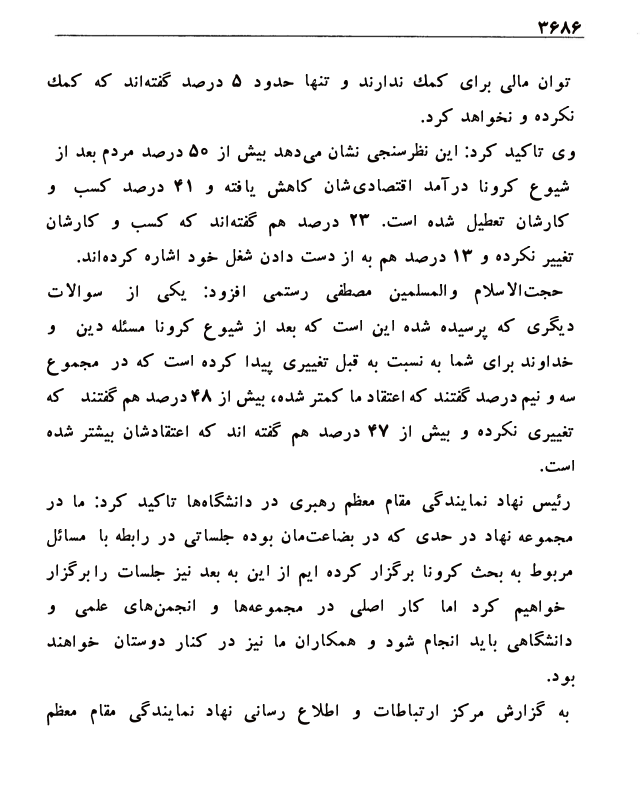 ۳۶۸۶
توان مالی برای كمك ندارند و تنها حدود ۵ درصد گفته‌اند که كمك
نکرده و نخواهد کرد.
وی تاکید کرد: این نظرسنجی نشان می‌دهد بیش از ۵۰ درصد مردم بعد از
شیوع کرونا درآمد اقتصادی‌شان کاهش یافته و ۴۱ درصد کسب و
کارشان تعطیل شده است. ۲۳ درصد هم گفته‌اند که کسب و کارشان
تغییر نکرده و ۱۳ درصد هم به از دست دادن شغل خود اشاره کرده‌اند.
حجت‌الاسلام والمسلمین مصطفی رستمی افزود: یکی از سوالات
دیگری که پرسیده شده این است که بعد از شیوع کرونا مسئله دین و
خداوند برای شما به نسبت به قبل تغییری پیدا کرده است که در مجموع
سه و نیم درصد گفتند که اعتقاد ما کمتر شده، بیش از ۴۸ درصد هم گفتند که
تغییری نکرده و بیش از ۴۷ درصد هم گفته اند که اعتقادشان بیشتر شده
است.
رئیس نهاد نمایندگی مقام معظم رهبری در دانشگاه‌ها تاکید کرد: ما در
مجموعه نهاد در حدی که در بضاعت‌مان بوده جلساتی در رابطه با مسائل
مربوط به بحث کرونا برگزار کرده ایم از این به بعد نیز جلسات را برگزار
خواهیم کرد اما کار اصلی در مجموعه‌ها و انجمن‌های علمی و
دانشگاهی باید انجام شود و همکاران ما نیز در کنار دوستان خواهند
بود.
به گزارش مرکز ارتباطات و اطلاع رسانی نهاد نمایندگی مقام معظم